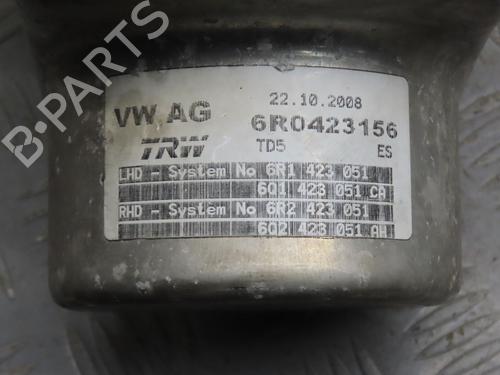 22.10.2008
VW AG 6R0423156
TRW TD5 ES
LHD - System No 6R1 423 051
6Q1 423 051 CA
RHD - System No 6R2 423 051
6Q2 423 051 AH
B-PARTS